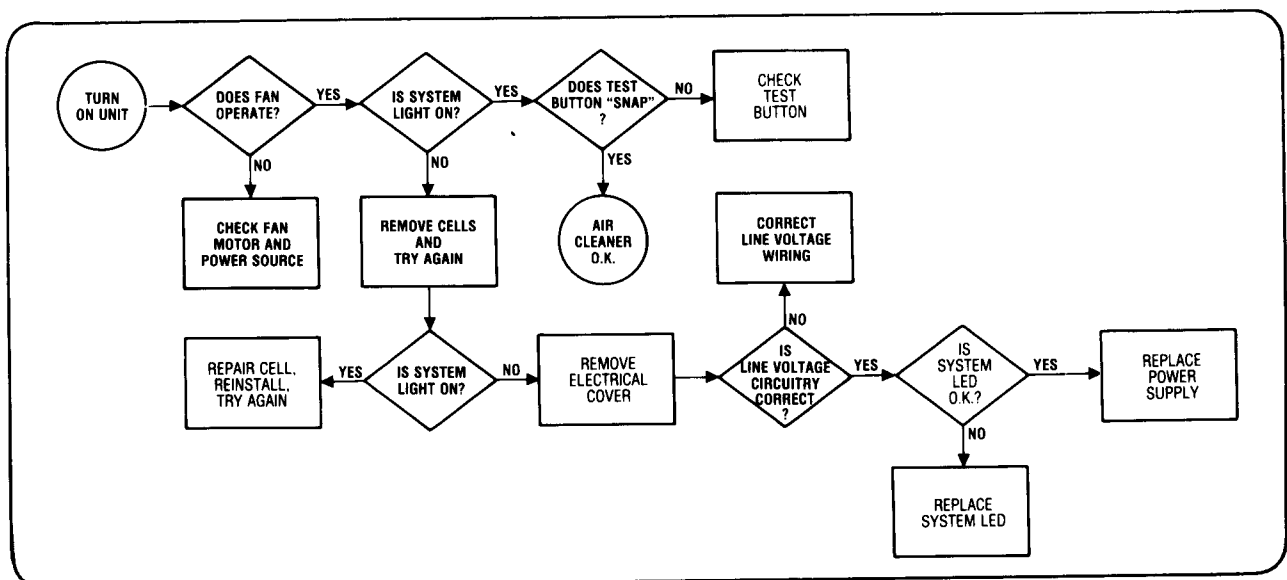 TURN
ON UNIT
DOES FAN
OPERATE?
YES
IS SYSTEM
LIGHT ON?
YES
DOES TEST
BUTTON "SNAP"
?
NO
CHECK
TEST
BUTTON
NO
NO
YES
CHECK FAN
MOTOR AND
POWER SOURCE
REMOVE CELLS
AND
TRY AGAIN
AIR
CLEANER
O.K.
CORRECT
LINE VOLTAGE
WIRING
NO
REPAIR CELL,
REINSTALL,
TRY AGAIN
YES
IS SYSTEM
LIGHT ON?
NO
REMOVE
ELECTRICAL
COVER
IS
LINE VOLTAGE
CIRCUITRY
CORRECT
?
YES
IS
SYSTEM
LED
O.K.?
YES
REPLACE
POWER
SUPPLY
NO
REPLACE
SYSTEM LED